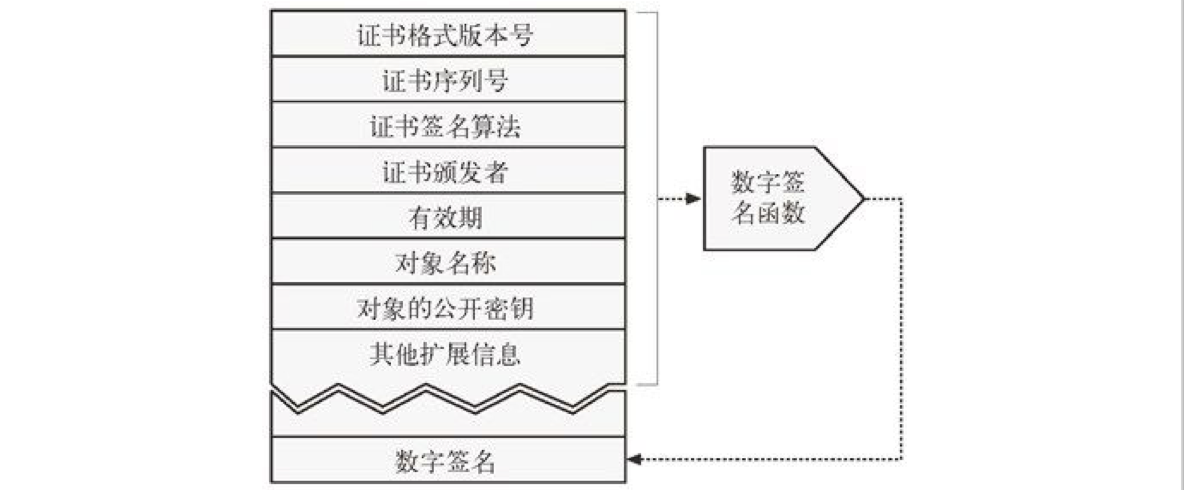 证书格式版本号
证书序列号
证书签名算法
证书颁发者
有效期
对象名称
对象的公开密钥
其他扩展信息
数字签名
数字签
名函数